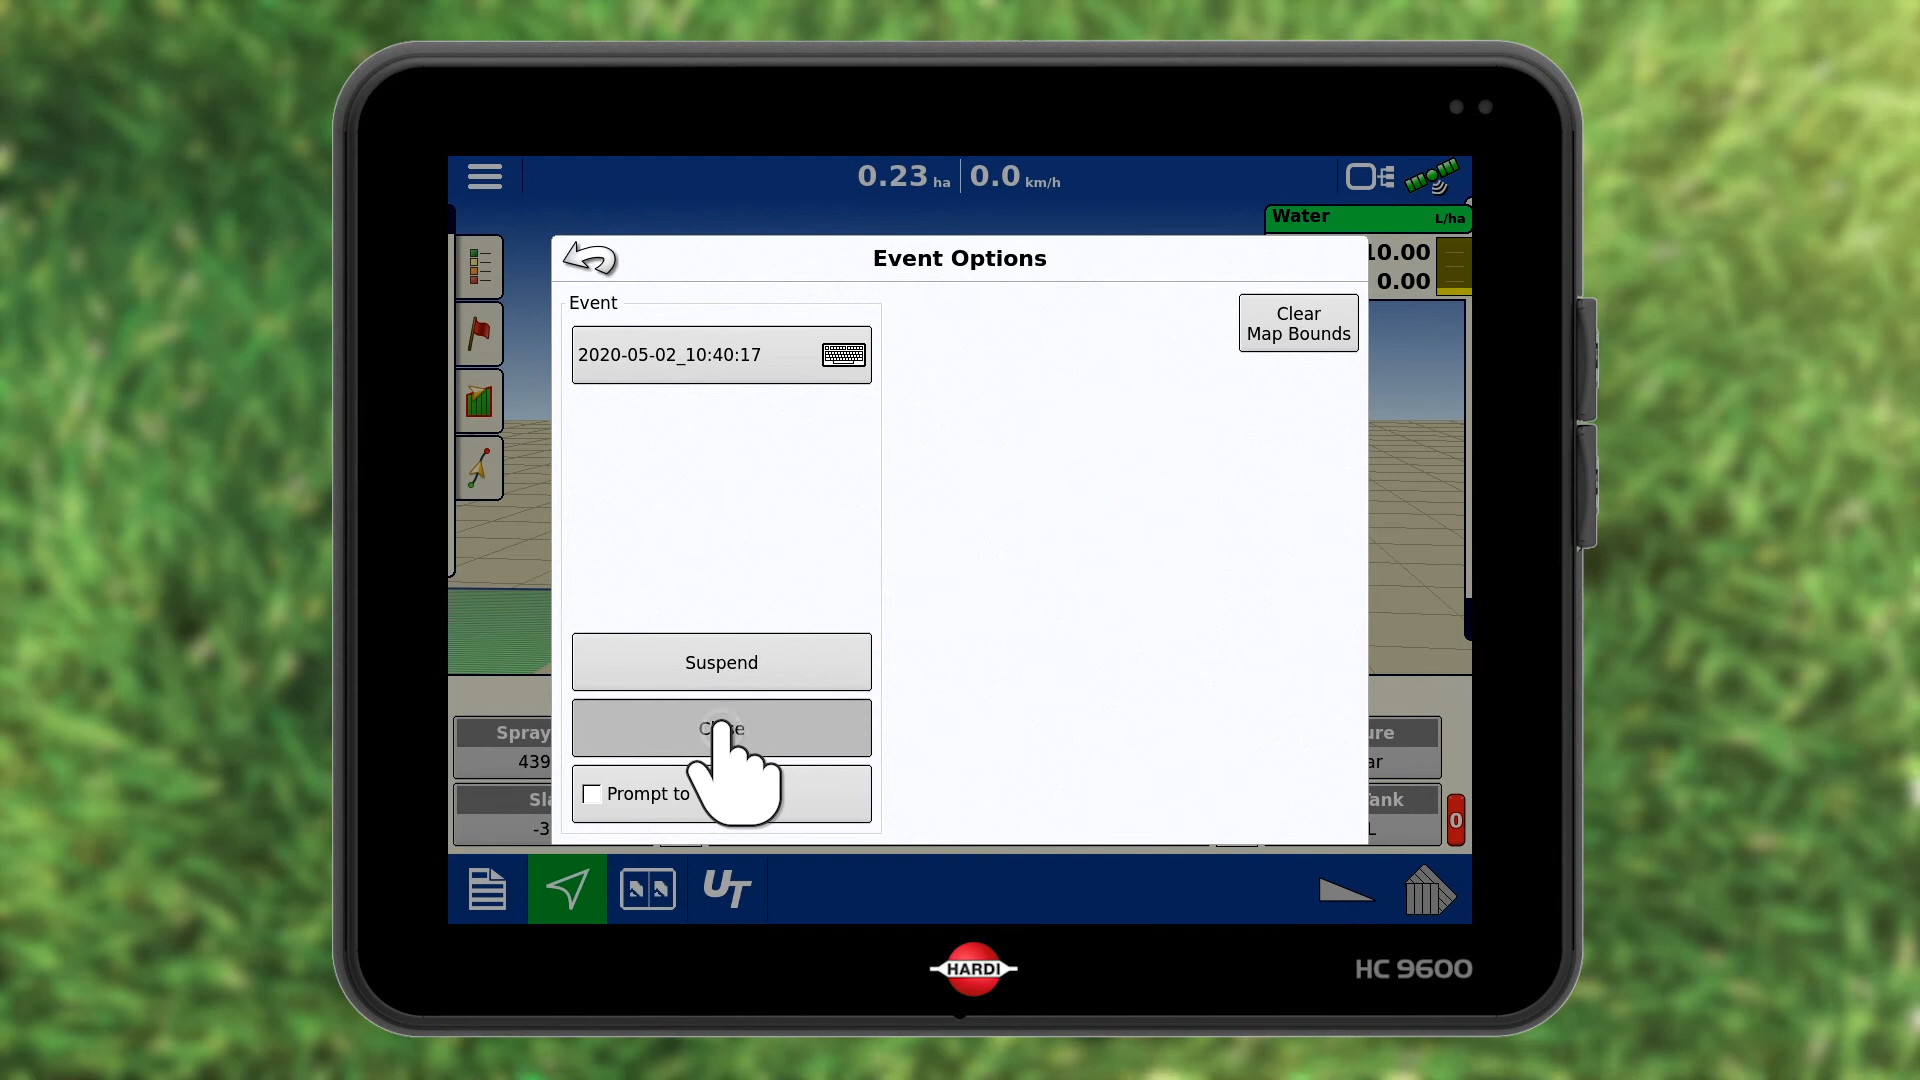 0.23 ha 0.0 km/h
Water L/ha
10.00
0.00
Event Options
Event
2020-05-02_10:40:17
Clear
Map Bounds
Suspend
Prompt to
Spray
439
ure
ar
Sla
-3
ank
L
0
UT
HARDI
HC 9600